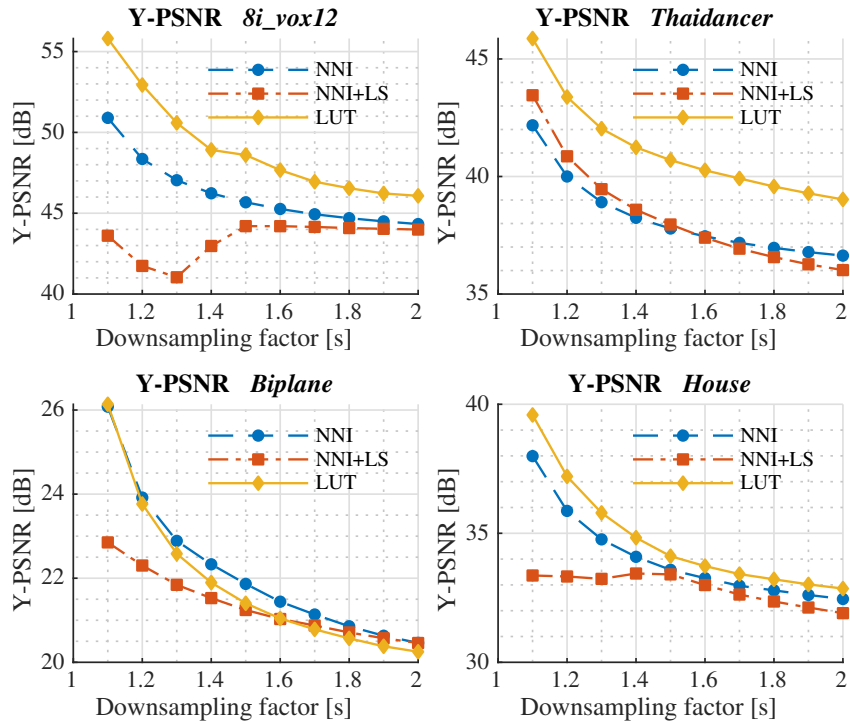 Y-PSNR 8i_vox12
Y-PSNR [dB]
55
50
45
40
NNI
NNI+LS
LUT
1 1.2 1.4 1.6 1.8 2
Downsampling factor [s]
Y-PSNR Thaidancer
Y-PSNR [dB]
45
40
35
NNI
NNI+LS
LUT
1 1.2 1.4 1.6 1.8 2
Downsampling factor [s]
Y-PSNR Biplane
Y-PSNR [dB]
26
24
22
20
NNI
NNI+LS
LUT
1 1.2 1.4 1.6 1.8 2
Downsampling factor [s]
Y-PSNR House
Y-PSNR [dB]
40
35
30
NNI
NNI+LS
LUT
1 1.2 1.4 1.6 1.8 2
Downsampling factor [s]